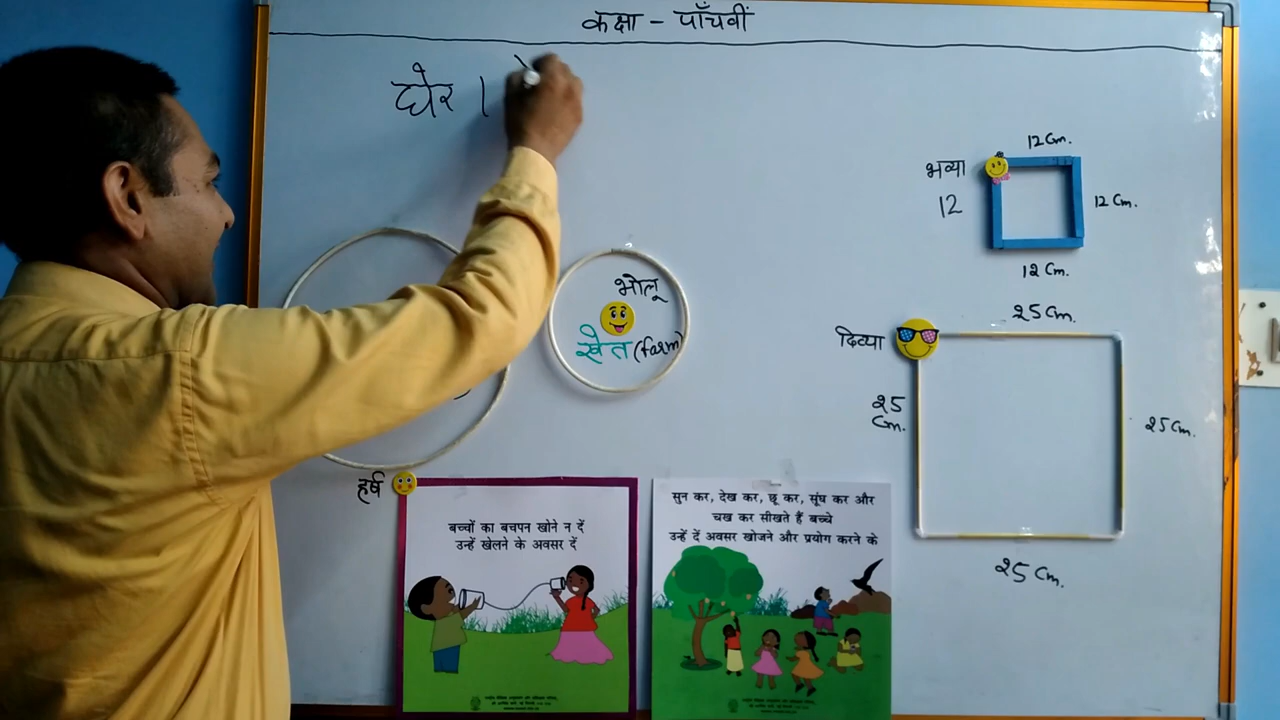 कक्षा - पाँचवीं
घेर ।
भोलू
खेत (farm)
भव्या
12 Cm.
12
12 Cm.
12 Cm.
दिव्या
25 Cm.
25 Cm.
25 Cm.
25 Cm.
हर्ष
बच्चों का बचपन खोने न दें
उन्हें खेलने के अवसर दें
सुन कर, देख कर, छू कर, सूंघ कर और
चख कर सीखते हैं बच्चे
उन्हें दें अवसर खोजने और प्रयोग करने के